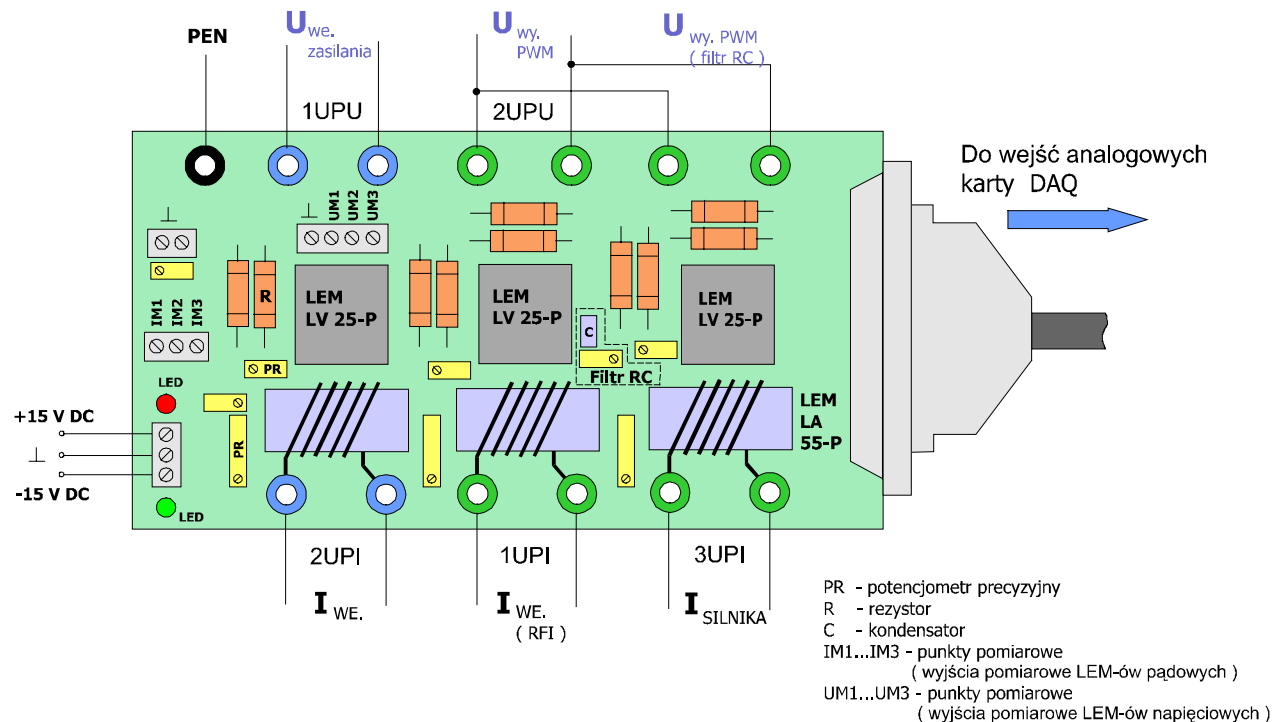 PEN
U we. zasilania
U wy. PWM
U wy. PWM
( filtr RC )
1UPU
2UPU
Do wejść analogowych
karty DAQ
⊥
⊥ UM1 UM2 UM3
IM1 IM2 IM3
R
LEM
LV 25-P
LEM
LV 25-P
LEM
LV 25-P
C
Filtr RC
PR
LED
+15 V DC
⊥
-15 V DC
LED
PR
LEM
LA
55-P
2UPI
1UPI
3UPI
I WE.
I WE.
( RFI )
I SILNIKA
PR - potencjometr precyzyjny
R - rezystor
C - kondensator
IM1...IM3 - punkty pomiarowe
( wyjścia pomiarowe LEM-ów pądowych )
UM1...UM3 - punkty pomiarowe
( wyjścia pomiarowe LEM-ów napięciowych )